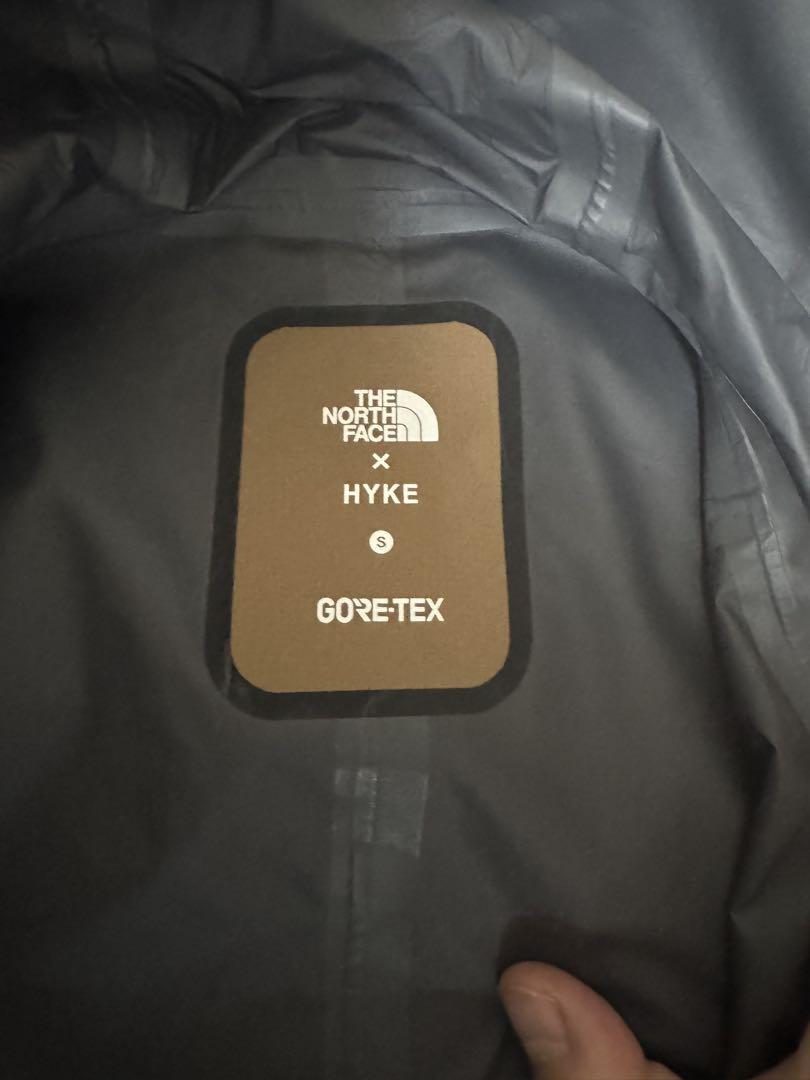 THE
NORTH
FACE
×
HYKE
S
GORE-TEX